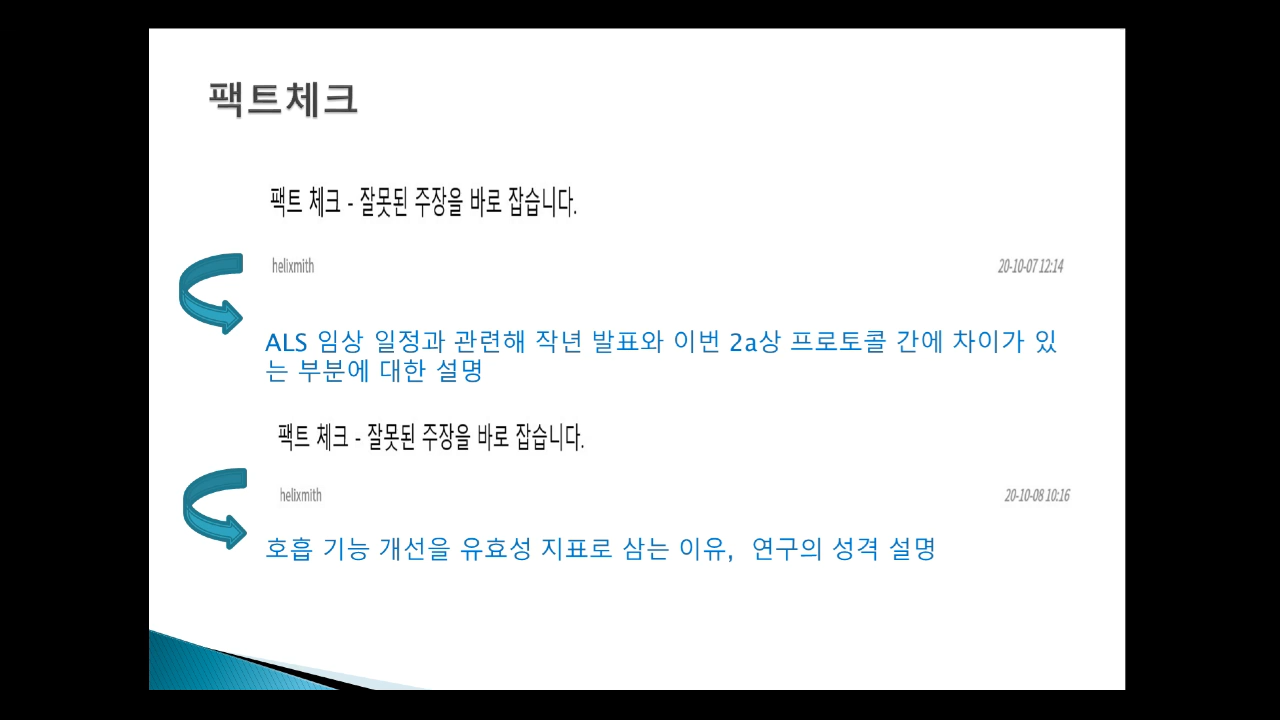 팩트체크
팩트 체크 - 잘못된 주장을 바로 잡습니다.
helixmith 20-10-07 12:14
ALS 임상 일정과 관련해 작년 발표와 이번 2a상 프로토콜 간에 차이가 있
는 부분에 대한 설명
팩트 체크 - 잘못된 주장을 바로 잡습니다.
helixmith 20-10-08 10:16
호흡 기능 개선을 유효성 지표로 삼는 이유, 연구의 성격 설명